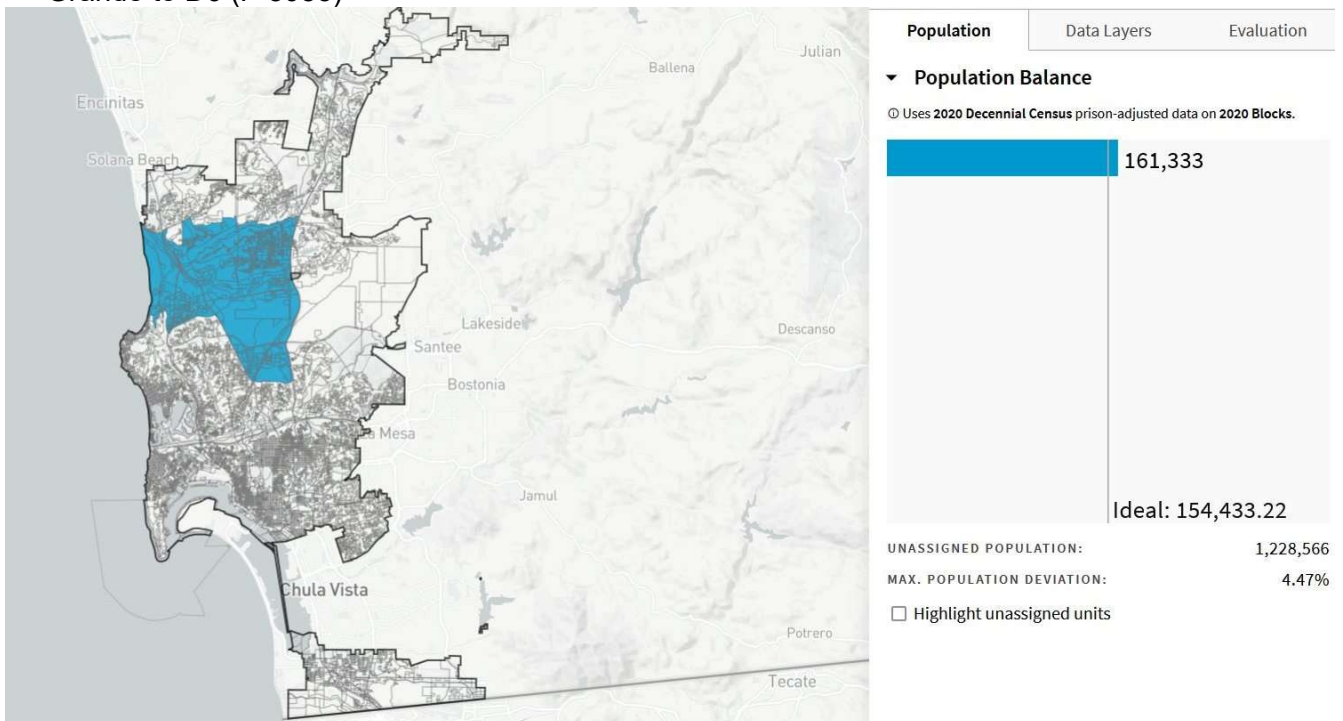 Population
Data Layers
Evaluation
Population Balance
Uses 2020 Decennial Census prison-adjusted data on 2020 Blocks.
161,333
Ideal: 154,433.22
UNASSIGNED POPULATION: 1,228,566
MAX. POPULATION DEVIATION: 4.47%
Highlight unassigned units
Julian
Ballena
Encinitas
Solana Beach
Lakeside
Descanso
Santee
Bostonia
Mesa
Jamul
Chula Vista
Potrero
Tecate